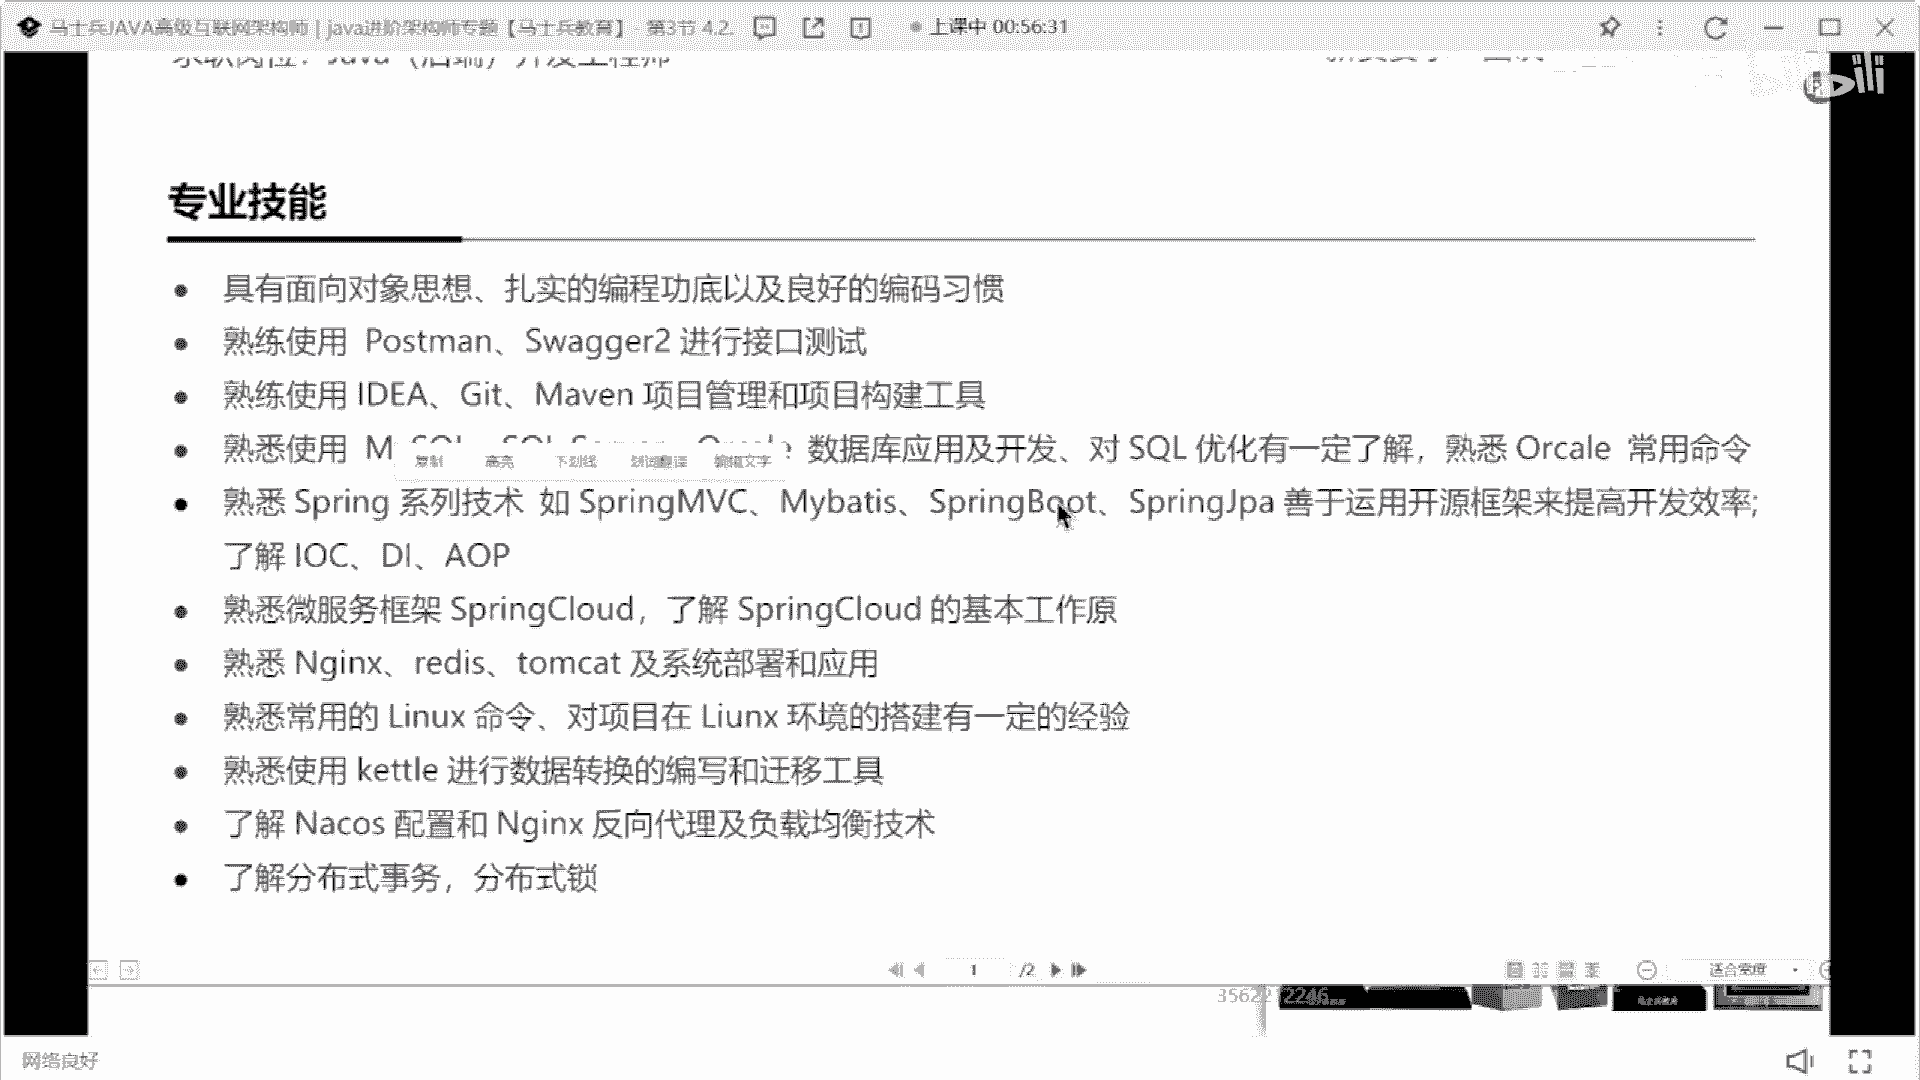 马士兵JAVA高级互联网架构师 | java进阶架构师专题【马士兵教育】 - 第3节 4.2.
上课中 00:56:31
求职岗位：Java（后端）开发工程师
专业技能
具有面向对象思想、扎实的编程功底以及良好的编码习惯
熟练使用 Postman、Swagger2 进行接口测试
熟练使用 IDEA、Git、Maven 项目管理和项目构建工具
熟悉使用 数据库应用及开发、对 SQL 优化有一定了解，熟悉 Orcale 常用命令
复制 高亮 下划线 划词翻译 编辑文字
熟悉 Spring 系列技术 如 SpringMVC、Mybatis、SpringBoot、SpringJpa 善于运用开源框架来提高开发效率;
了解 IOC、DI、AOP
熟悉微服务框架 SpringCloud，了解 SpringCloud 的基本工作原
熟悉 Nginx、redis、tomcat 及系统部署和应用
熟悉常用的 Linux 命令、对项目在 Liunx 环境的搭建有一定的经验
熟悉使用 kettle 进行数据转换的编写和迁移工具
了解 Nacos 配置和 Nginx 反向代理及负载均衡技术
了解分布式事务，分布式锁
1 /2
适合宽度
网络良好